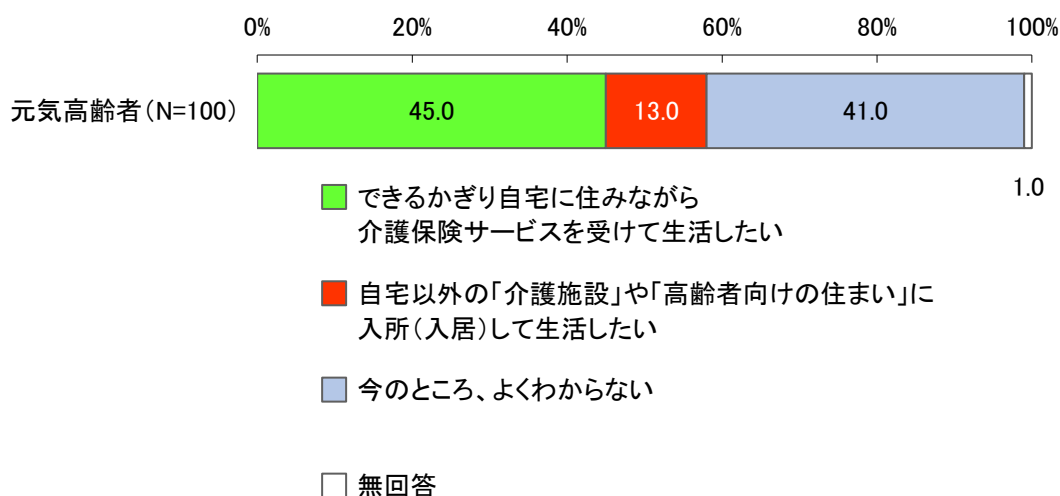 0% 20% 40% 60% 80% 100%
元気高齢者(N=100) 45.0 13.0 41.0
1.0
できるかぎり自宅に住みながら
介護保険サービスを受けて生活したい
自宅以外の「介護施設」や「高齢者向けの住まい」に
入所(入居)して生活したい
今のところ、よくわからない
無回答